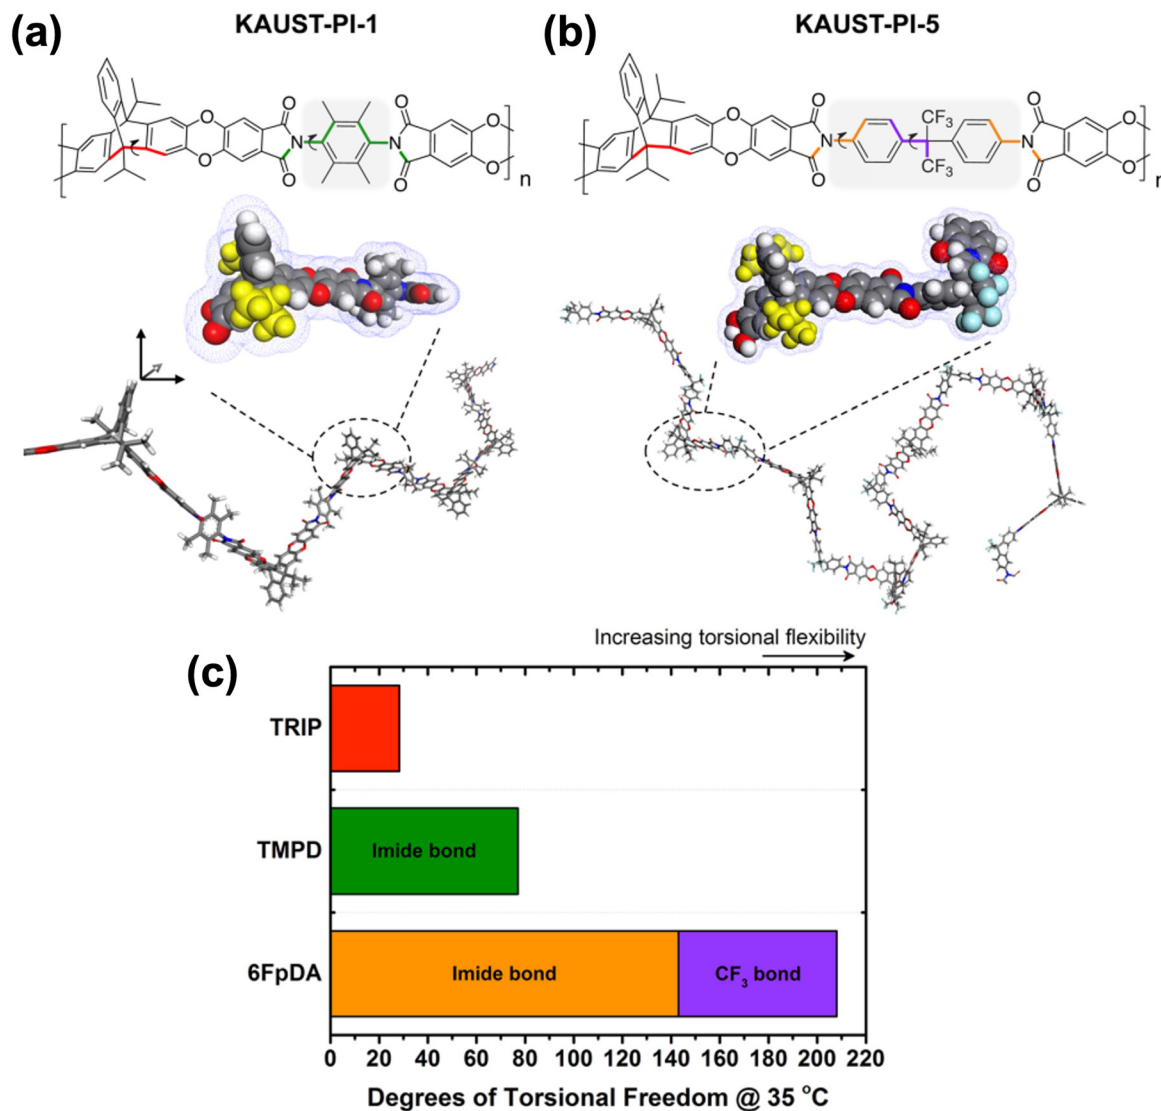 (a) KAUST-PI-1
(b) KAUST-PI-5
O O O O
O N N O
O O O O
n
O O CF₃ O O
O N N O
O O CF₃ O O
n
Increasing torsional flexibility
(c)
TRIP
TMPD Imide bond
6FpDA Imide bond CF₃ bond
0 20 40 60 80 100 120 140 160 180 200 220
Degrees of Torsional Freedom @ 35 °C